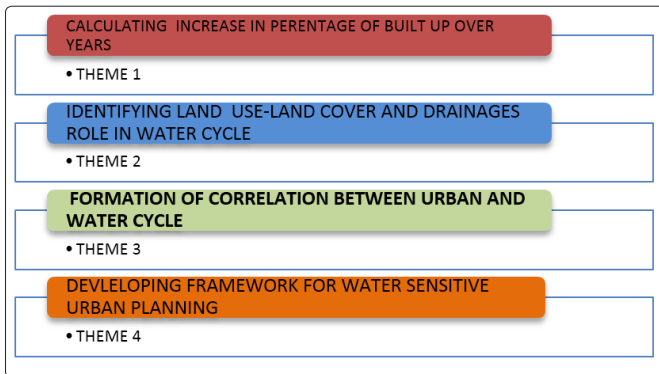 CALCULATING INCREASE IN PERENTAGE OF BUILT UP OVER
YEARS
• THEME 1
IDENTIFYING LAND USE-LAND COVER AND DRAINAGES
ROLE IN WATER CYCLE
• THEME 2
FORMATION OF CORRELATION BETWEEN URBAN AND
WATER CYCLE
• THEME 3
DEVLELOPING FRAMEWORK FOR WATER SENSITIVE
URBAN PLANNING
• THEME 4